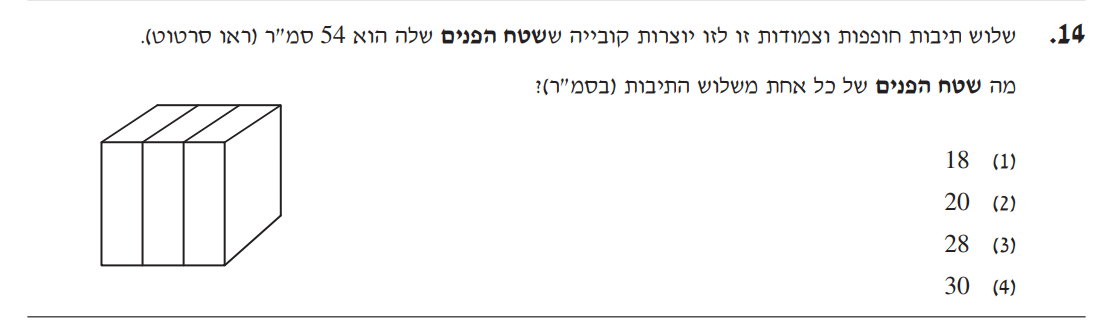 14. שלוש תיבות חופפות וצמודות זו לזו יוצרות קובייה ששטח הפנים שלה הוא 54 סמ"ר (ראו סרטוט).
מה שטח הפנים של כל אחת משלוש התיבות (בסמ"ר)?
(1) 18
(2) 20
(3) 28
(4) 30